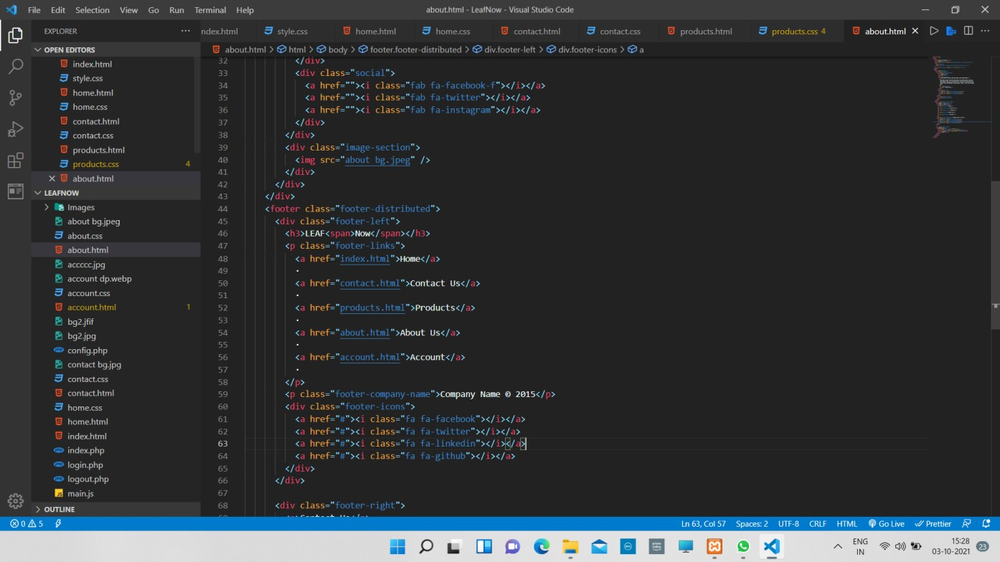 File Edit Selection View Go Run Terminal Help
about.html - LeafNow - Visual Studio Code
EXPLORER
ndex.html style.css home.html home.css contact.html contact.css products.html products.css 4 about.html
OPEN EDITORS
index.html
style.css
home.html
home.css
contact.html
contact.css
products.html
products.css 4
about.html
LEAFNOW
Images
about bg.jpeg
about.css
about.html
accccc.jpg
account dp.webp
account.css
account.html 1
bg2.jfif
bg2.jpg
config.php
contact bg.jpg
contact.css
contact.html
home.css
home.html
index.html
index.php
login.php
logout.php
main.js
OUTLINE
about.html > html > body > footer.footer-distributed > div.footer-left > div.footer-icons > a
32 </div>
33 <div class="social">
34 <a href=""><i class="fab fa-facebook-f"></i></a>
35 <a href=""><i class="fab fa-twitter"></i></a>
36 <a href=""><i class="fab fa-instagram"></i></a>
37 </div>
38 </div>
39 <div class="image-section">
40 <img src="about bg.jpeg" />
41 </div>
42 </div>
43 </div>
44 <footer class="footer-distributed">
45 <div class="footer-left">
46 <h3>LEAF<span>Now</span></h3>
47 <p class="footer-links">
48 <a href="index.html">Home</a>
49 ·
50 <a href="contact.html">Contact Us</a>
51 ·
52 <a href="products.html">Products</a>
53 ·
54 <a href="about.html">About Us</a>
55 ·
56 <a href="account.html">Account</a>
57 ·
58 </p>
59 <p class="footer-company-name">Company Name © 2015</p>
60 <div class="footer-icons">
61 <a href="#"><i class="fa fa-facebook"></i></a>
62 <a href="#"><i class="fa fa-twitter"></i></a>
63 <a href="#"><i class="fa fa-linkedin"></i></a>
64 <a href="#"><i class="fa fa-github"></i></a>
65 </div>
66 </div>
67
68 <div class="footer-right">
69 <p>Contact Us</p>
0 5 Ln 63, Col 57 Spaces: 2 UTF-8 CRLF HTML Go Live Prettier
ENG
IN
15:28
03-10-2021
23